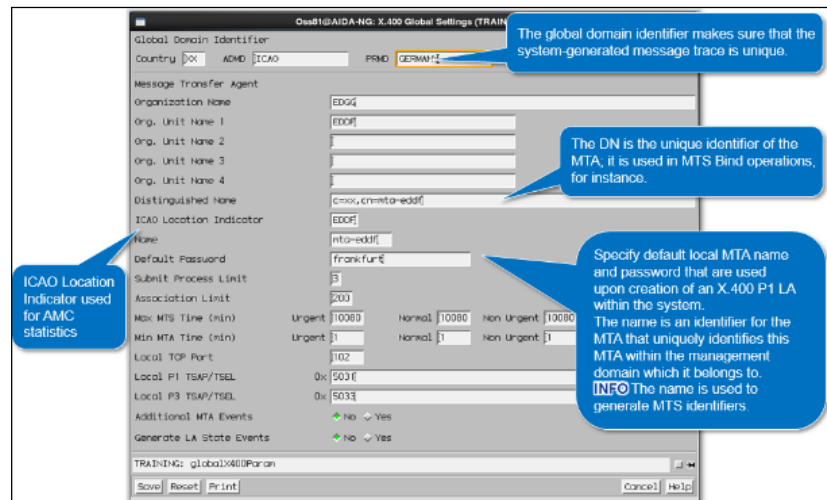 Oss81@AIDA-NG: X.400 Global Settings (TRAIN
Global Domain Identifier
Country XX ADMD ICAO PRMD GERMANY
The global domain identifier makes sure that the
system-generated message trace is unique.
Message Transfer Agent
Organization Name EDGG
Org. Unit Name 1 EDDF
Org. Unit Name 2
Org. Unit Name 3
Org. Unit Name 4
The DN is the unique identifier of the
MTA; it is used in MTS Bind operations,
for instance.
Distinguished Name c=xx,cn=mta-eddf
ICAO Location Indicator EDDF
Name mta-eddf
Default Password frankfurt
Submit Process Limit 3
Association Limit 200
Max MTS Time (min) Urgent 10080 Normal 10080 Non Urgent 10080
Min MTA Time (min) Urgent 1 Normal 1 Non Urgent 1
Local TCP Port 102
Local P1 TSAP/TSEL 0x 5031
Local P3 TSAP/TSEL 0x 5033
Additional MTA Events No Yes
Generate LA State Events No Yes
ICAO Location
Indicator used
for AMC
statistics
Specify default local MTA name
and password that are used
upon creation of an X.400 P1 LA
within the system.
The name is an identifier for the
MTA that uniquely identifies this
MTA within the management
domain which it belongs to.
INFO The name is used to
generate MTS identifiers.
TRAINING: globalX400Param
Save Reset Print Cancel Help